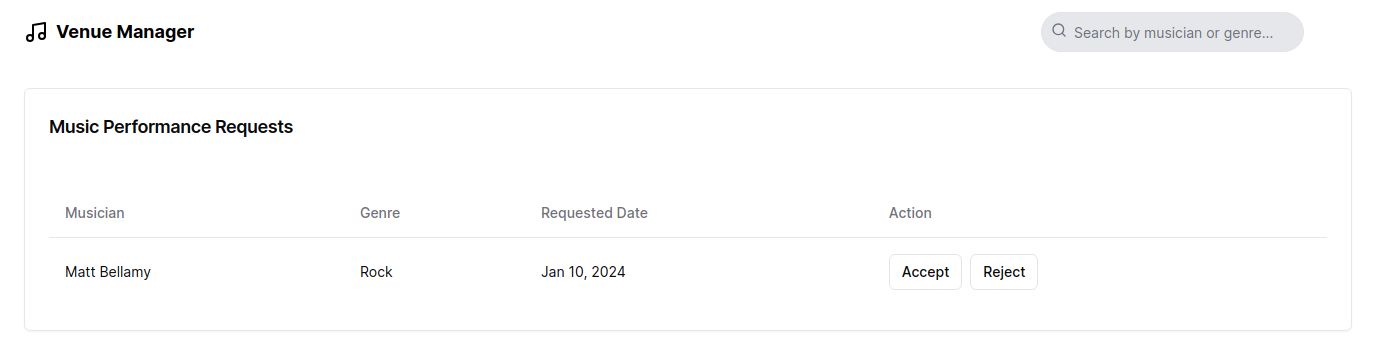 Venue Manager
Search by musician or genre...
Music Performance Requests
Musician Genre Requested Date Action
Matt Bellamy Rock Jan 10, 2024 Accept Reject